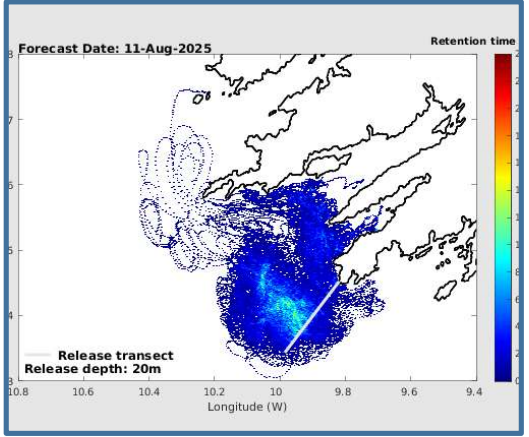 Retention time
Forecast Date: 11-Aug-2025
Release transect
Release depth: 20m
10.8 10.6 10.4 10.2 10 9.8 9.6 9.4
Longitude (W)